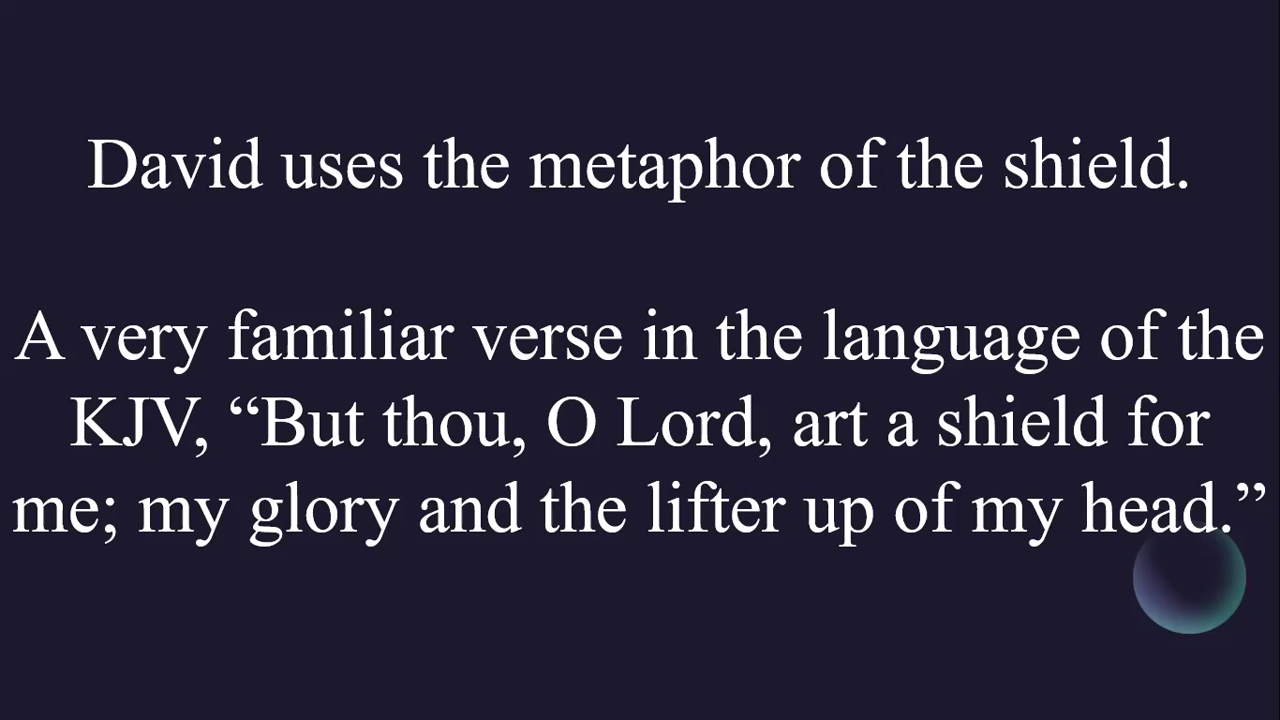 David uses the metaphor of the shield.
A very familiar verse in the language of the
KJV, “But thou, O Lord, art a shield for
me; my glory and the lifter up of my head.”